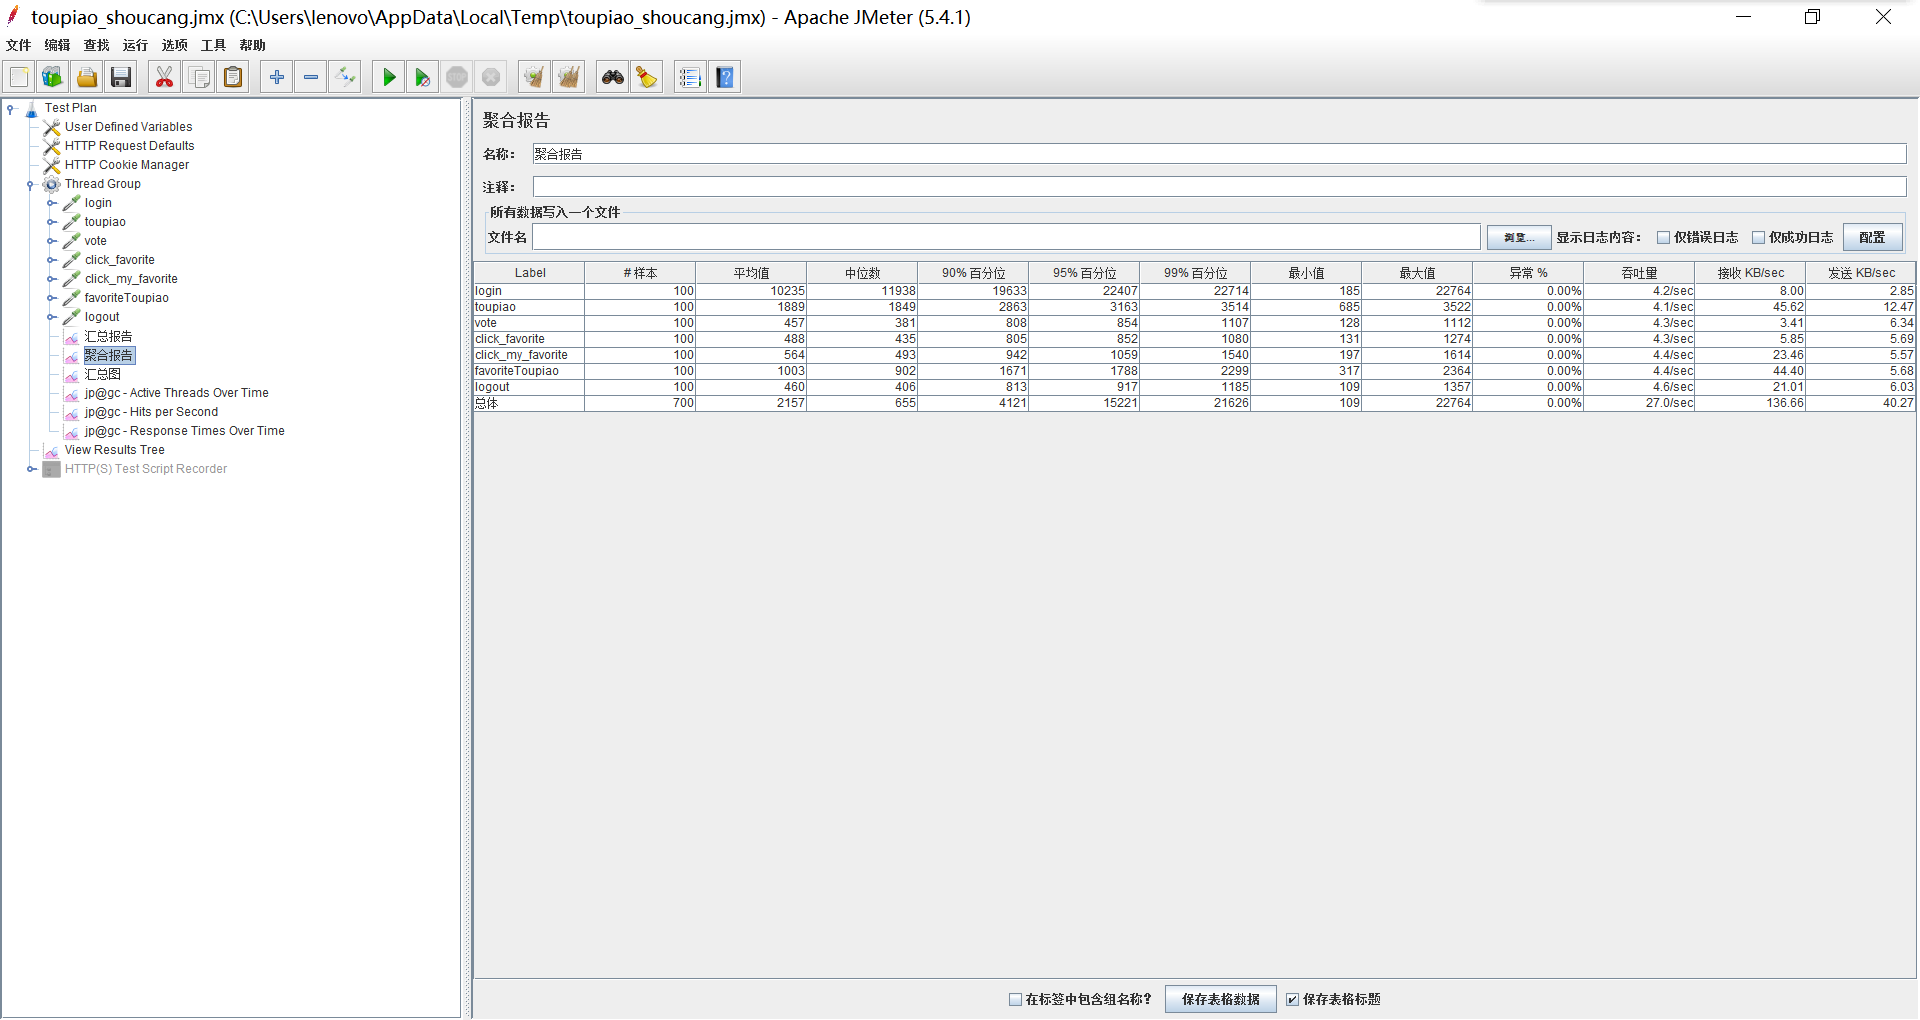 toupiao_shoucang.jmx (C:\Users\lenovo\AppData\Local\Temp\toupiao_shoucang.jmx) - Apache JMeter (5.4.1)
文件 编辑 查找 运行 选项 工具 帮助
Test Plan
User Defined Variables
HTTP Request Defaults
HTTP Cookie Manager
Thread Group
login
toupiao
vote
click_favorite
click_my_favorite
favoriteToupiao
logout
汇总报告
聚合报告
汇总图
jp@gc - Active Threads Over Time
jp@gc - Hits per Second
jp@gc - Response Times Over Time
View Results Tree
HTTP(S) Test Script Recorder
聚合报告
名称： 聚合报告
注释：
所有数据写入一个文件
文件名 浏览... 显示日志内容： 仅错误日志 仅成功日志 配置
Label # 样本 平均值 中位数 90% 百分位 95% 百分位 99% 百分位 最小值 最大值 异常 % 吞吐量 接收 KB/sec 发送 KB/sec
login 100 10235 11938 19633 22407 22714 185 22764 0.00% 4.2/sec 8.00 2.85
toupiao 100 1889 1849 2863 3163 3514 685 3522 0.00% 4.1/sec 45.62 12.47
vote 100 457 381 808 854 1107 128 1112 0.00% 4.3/sec 3.41 6.34
click_favorite 100 488 435 805 852 1080 131 1274 0.00% 4.3/sec 5.85 5.69
click_my_favorite 100 564 493 942 1059 1540 197 1614 0.00% 4.4/sec 23.46 5.57
favoriteToupiao 100 1003 902 1671 1788 2299 317 2364 0.00% 4.4/sec 44.40 5.68
logout 100 460 406 813 917 1185 109 1357 0.00% 4.6/sec 21.01 6.03
总体 700 2157 655 4121 15221 21626 109 22764 0.00% 27.0/sec 136.66 40.27
在标签中包含组名称? 保存表格数据 保存表格标题